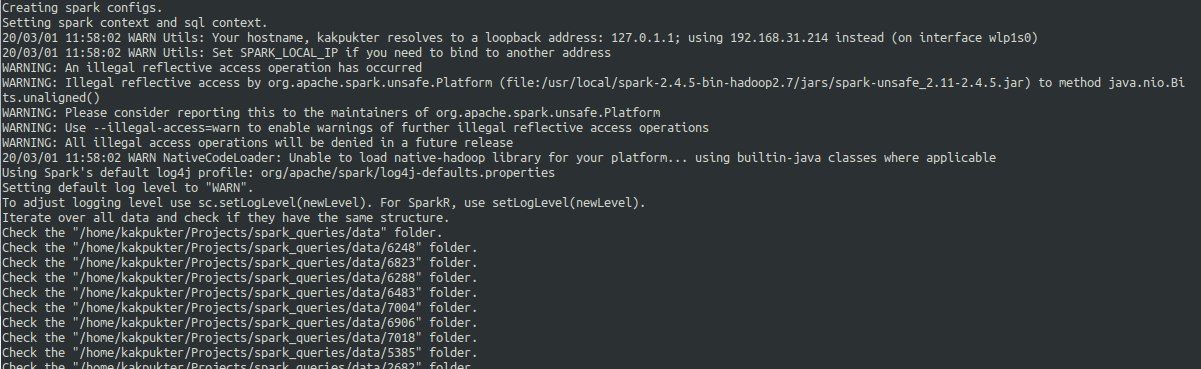 Creating spark configs.
Setting spark context and sql context.
20/03/01 11:58:02 WARN Utils: Your hostname, kakpukter resolves to a loopback address: 127.0.1.1; using 192.168.31.214 instead (on interface wlp1s0)
20/03/01 11:58:02 WARN Utils: Set SPARK_LOCAL_IP if you need to bind to another address
WARNING: An illegal reflective access operation has occurred
WARNING: Illegal reflective access by org.apache.spark.unsafe.Platform (file:/usr/local/spark-2.4.5-bin-hadoop2.7/jars/spark-unsafe_2.11-2.4.5.jar) to method java.nio.Bi
ts.unaligned()
WARNING: Please consider reporting this to the maintainers of org.apache.spark.unsafe.Platform
WARNING: Use --illegal-access=warn to enable warnings of further illegal reflective access operations
WARNING: All illegal access operations will be denied in a future release
20/03/01 11:58:02 WARN NativeCodeLoader: Unable to load native-hadoop library for your platform... using builtin-java classes where applicable
Using Spark's default log4j profile: org/apache/spark/log4j-defaults.properties
Setting default log level to "WARN".
To adjust logging level use sc.setLogLevel(newLevel). For SparkR, use setLogLevel(newLevel).
Iterate over all data and check if they have the same structure.
Check the "/home/kakpukter/Projects/spark_queries/data" folder.
Check the "/home/kakpukter/Projects/spark_queries/data/6248" folder.
Check the "/home/kakpukter/Projects/spark_queries/data/6823" folder.
Check the "/home/kakpukter/Projects/spark_queries/data/6288" folder.
Check the "/home/kakpukter/Projects/spark_queries/data/6483" folder.
Check the "/home/kakpukter/Projects/spark_queries/data/7004" folder.
Check the "/home/kakpukter/Projects/spark_queries/data/6906" folder.
Check the "/home/kakpukter/Projects/spark_queries/data/7018" folder.
Check the "/home/kakpukter/Projects/spark_queries/data/5385" folder.
Check the "/home/kakpukter/Projects/spark_queries/data/2682" folder.